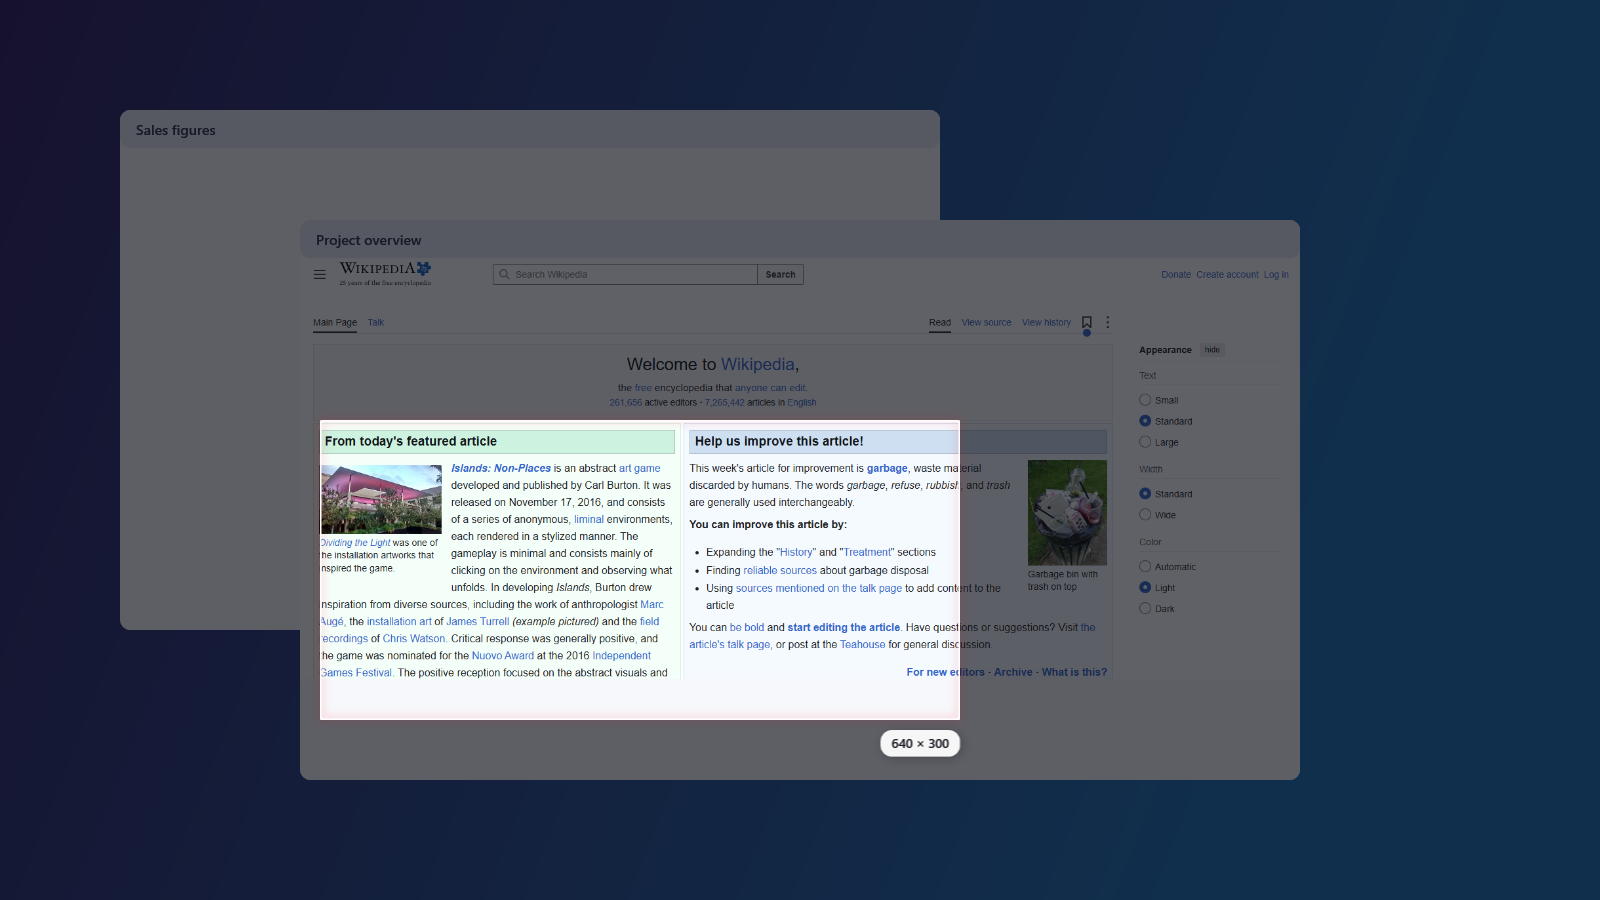 Sales figures
Project overview
WIKIPEDIA
25 years of the free encyclopedia
Search Wikipedia
Search
Donate Create account Log in
Main Page Talk
Read View source View history
Welcome to Wikipedia,
the free encyclopedia that anyone can edit.
261,656 active editors · 7,265,442 articles in English
From today's featured article
Islands: Non-Places is an abstract art game
developed and published by Carl Burton. It was
released on November 17, 2016, and consists
of a series of anonymous, liminal environments,
each rendered in a stylized manner. The
gameplay is minimal and consists mainly of
clicking on the environment and observing what
unfolds. In developing Islands, Burton drew
inspiration from diverse sources, including the work of anthropologist Marc
Augé, the installation art of James Turrell (example pictured) and the field
recordings of Chris Watson. Critical response was generally positive, and
the game was nominated for the Nuovo Award at the 2016 Independent
Games Festival. The positive reception focused on the abstract visuals and
Dividing the Light was one of
the installation artworks that
inspired the game.
Help us improve this article!
This week's article for improvement is garbage, waste material
discarded by humans. The words garbage, refuse, rubbish, and trash
are generally used interchangeably.
You can improve this article by:
Expanding the "History" and "Treatment" sections
Finding reliable sources about garbage disposal
Using sources mentioned on the talk page to add content to the
article
You can be bold and start editing the article. Have questions or suggestions? Visit the
article's talk page, or post at the Teahouse for general discussion.
For new editors - Archive - What is this?
Garbage bin with
trash on top
Appearance hide
Text
Small
Standard
Large
Width
Standard
Wide
Color
Automatic
Light
Dark
640 × 300